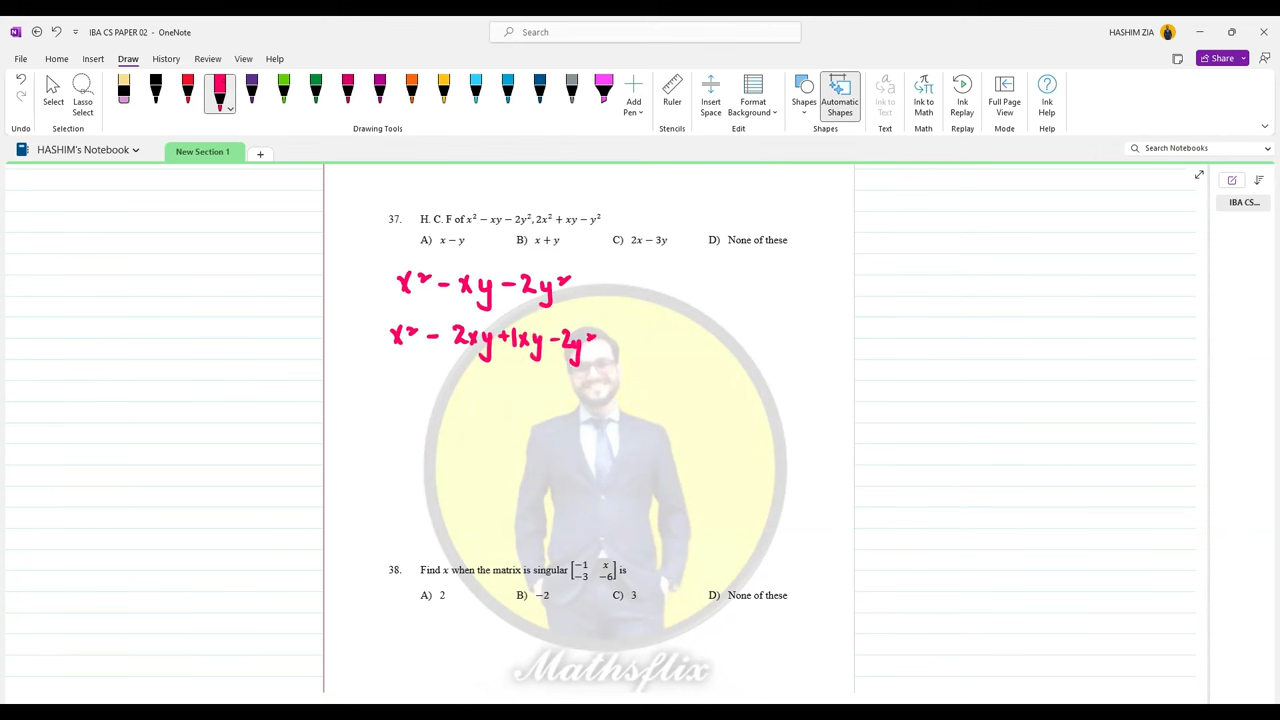 IBA CS PAPER 02 - OneNote
Search
HASHIM ZIA
File Home Insert Draw History Review View Help
Share
Undo
Select
Lasso Select
Selection
Add Pen
Drawing Tools
Ruler
Stencils
Insert Space
Format Background
Edit
Shapes
Automatic Shapes
Shapes
Ink to Text
Text
Ink to Math
Math
Ink Replay
Replay
Full Page View
Mode
Ink Help
Help
HASHIM's Notebook
New Section 1
+
Search Notebooks
IBA CS...
37. H. C. F of x² − xy − 2y², 2x² + xy − y²
A) x − y B) x + y C) 2x − 3y D) None of these
x² - xy - 2y²
x² - 2xy + 1xy - 2y²
38. Find x when the matrix is singular [−1 x
−3 −6] is
A) 2 B) −2 C) 3 D) None of these
Mathsflix